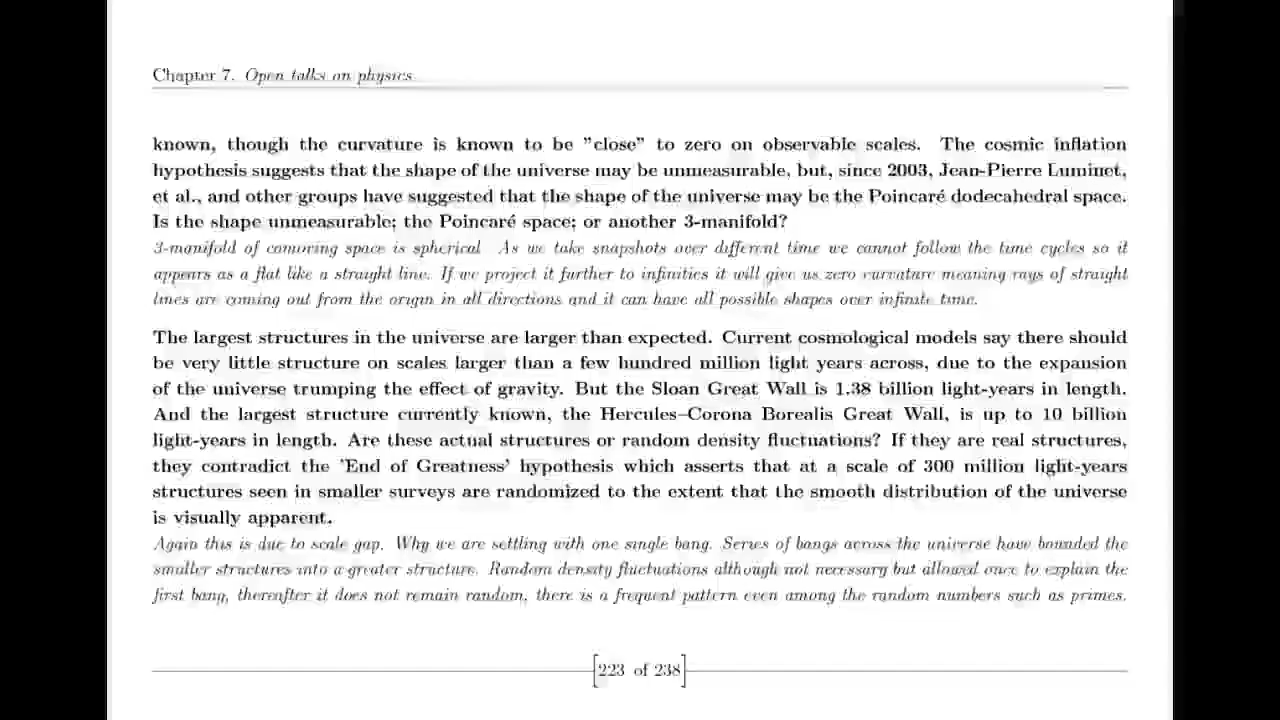 Chapter 7. Open talks on physics
known, though the curvature is known to be "close" to zero on observable scales. The cosmic inflation
hypothesis suggests that the shape of the universe may be unmeasurable, but, since 2003, Jean-Pierre Luminet,
et al., and other groups have suggested that the shape of the universe may be the Poincaré dodecahedral space.
Is the shape unmeasurable; the Poincaré space; or another 3-manifold?
3-manifold of comoving space is spherical. As we take snapshots over different time we cannot follow the time cycles so it
appears as a flat like a straight line. If we project it further to infinities it will give us zero curvature meaning rays of straight
lines are coming out from the origin in all directions and it can have all possible shapes over infinite time.
The largest structures in the universe are larger than expected. Current cosmological models say there should
be very little structure on scales larger than a few hundred million light years across, due to the expansion
of the universe trumping the effect of gravity. But the Sloan Great Wall is 1.38 billion light-years in length.
And the largest structure currently known, the Hercules–Corona Borealis Great Wall, is up to 10 billion
light-years in length. Are these actual structures or random density fluctuations? If they are real structures,
they contradict the 'End of Greatness' hypothesis which asserts that at a scale of 300 million light-years
structures seen in smaller surveys are randomized to the extent that the smooth distribution of the universe
is visually apparent.
Again this is due to scale gap. Why we are settling with one single bang. Series of bangs across the universe have bounded the
smaller structures into a greater structure. Random density fluctuations although not necessary but allowed once to explain the
first bang, thereafter it does not remain random, there is a frequent pattern even among the random numbers such as primes.
223 of 238